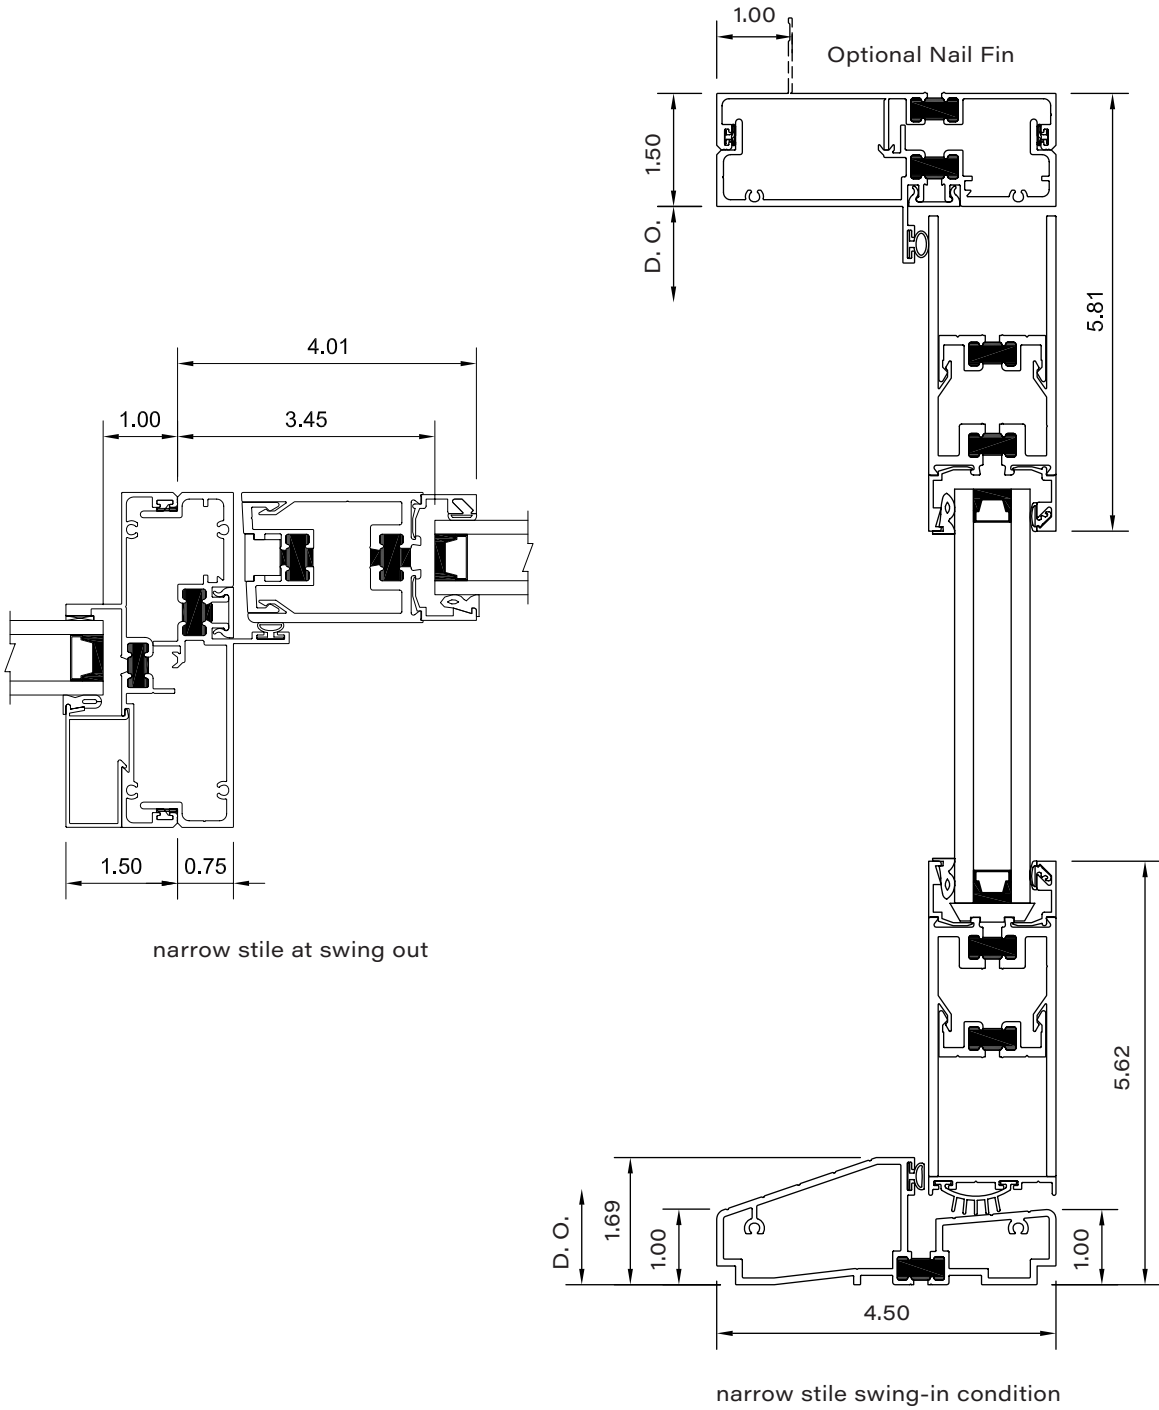 1.00
Optional Nail Fin
1.50
D. O.
5.81
4.01
1.00
3.45
1.50
0.75
narrow stile at swing out
5.62
D. O.
1.69
1.00
1.00
4.50
narrow stile swing-in condition